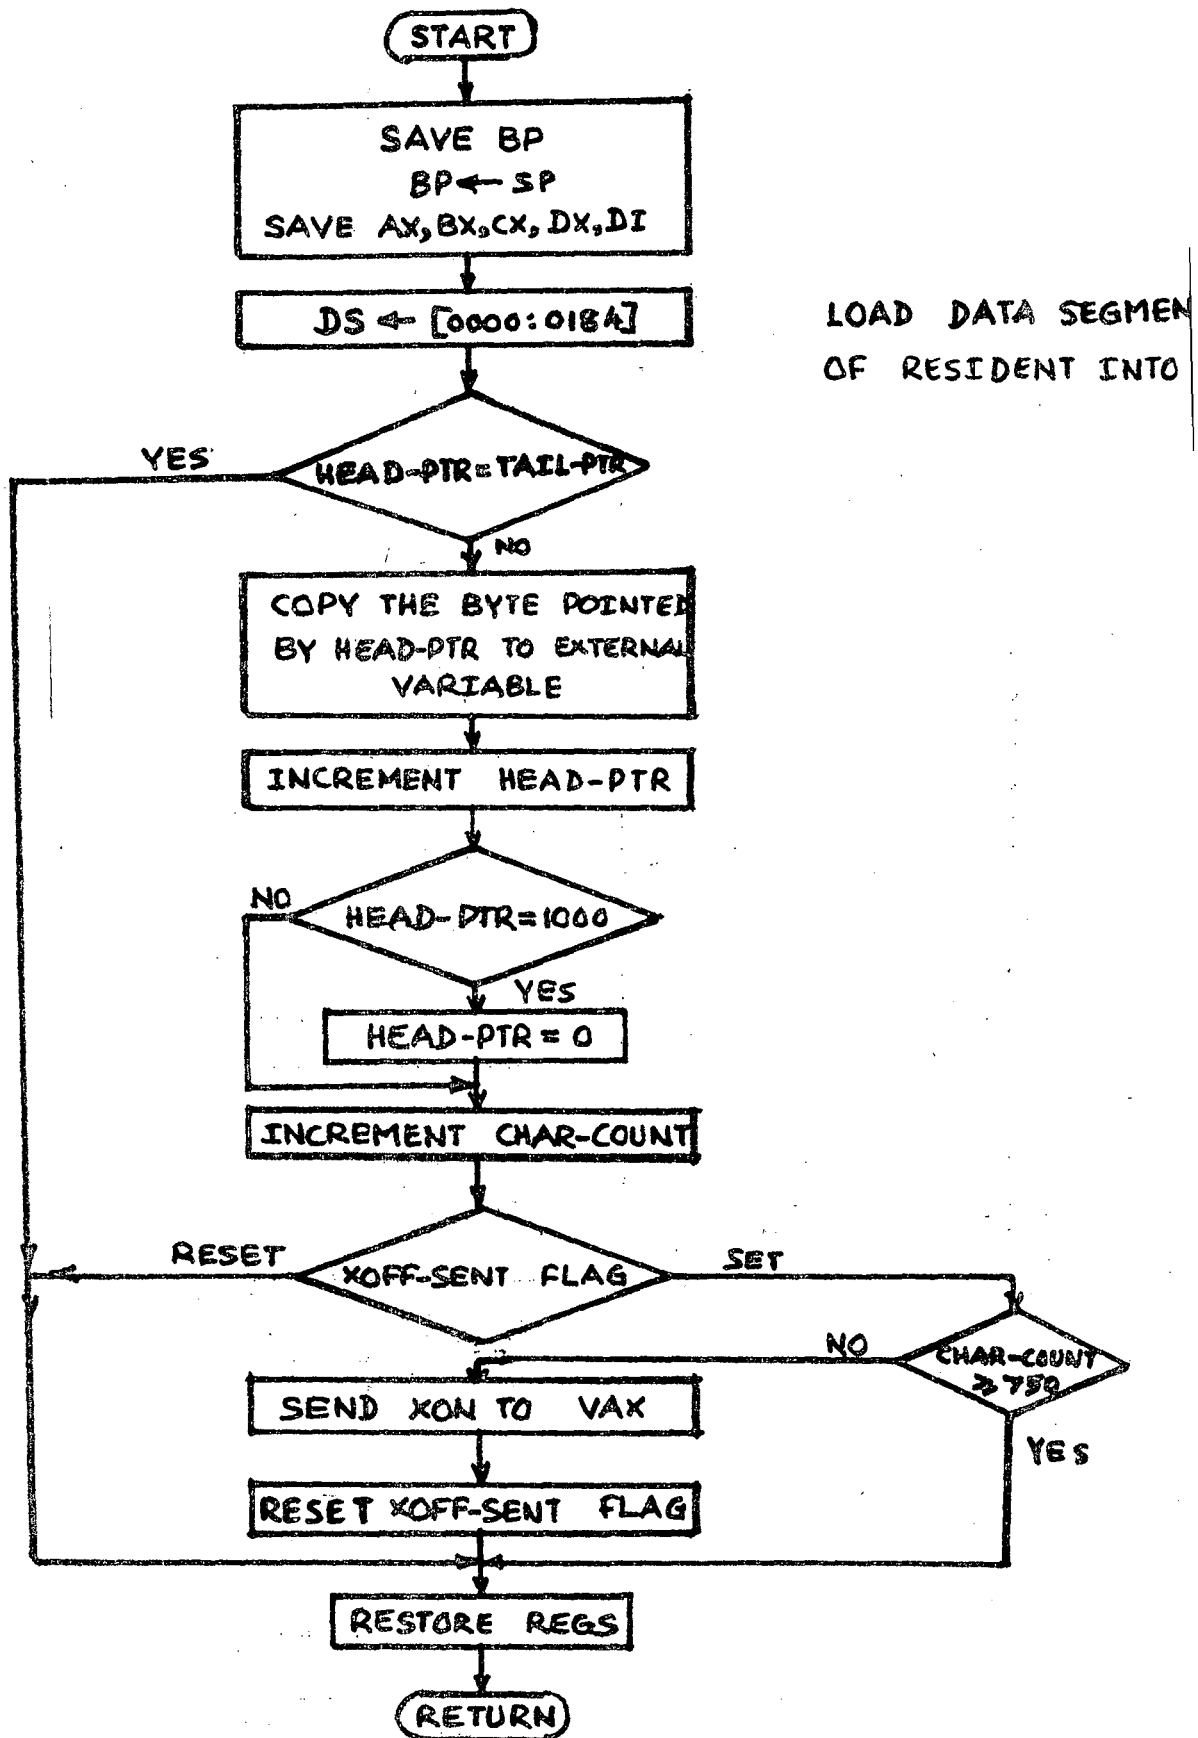 START
SAVE BP
BP ← SP
SAVE AX, BX, CX, DX, DI
DS ← [0000:0184]
LOAD DATA SEGMEN
OF RESIDENT INTO
HEAD-PTR=TAIL-PTR
YES
NO
COPY THE BYTE POINTED
BY HEAD-PTR TO EXTERNAL
VARIABLE
INCREMENT HEAD-PTR
HEAD-PTR=1000
NO
YES
HEAD-PTR = 0
INCREMENT CHAR-COUNT
XOFF-SENT FLAG
RESET
SET
CHAR-COUNT
≥ 750
NO
YES
SEND XON TO VAX
RESET XOFF-SENT FLAG
RESTORE REGS
RETURN